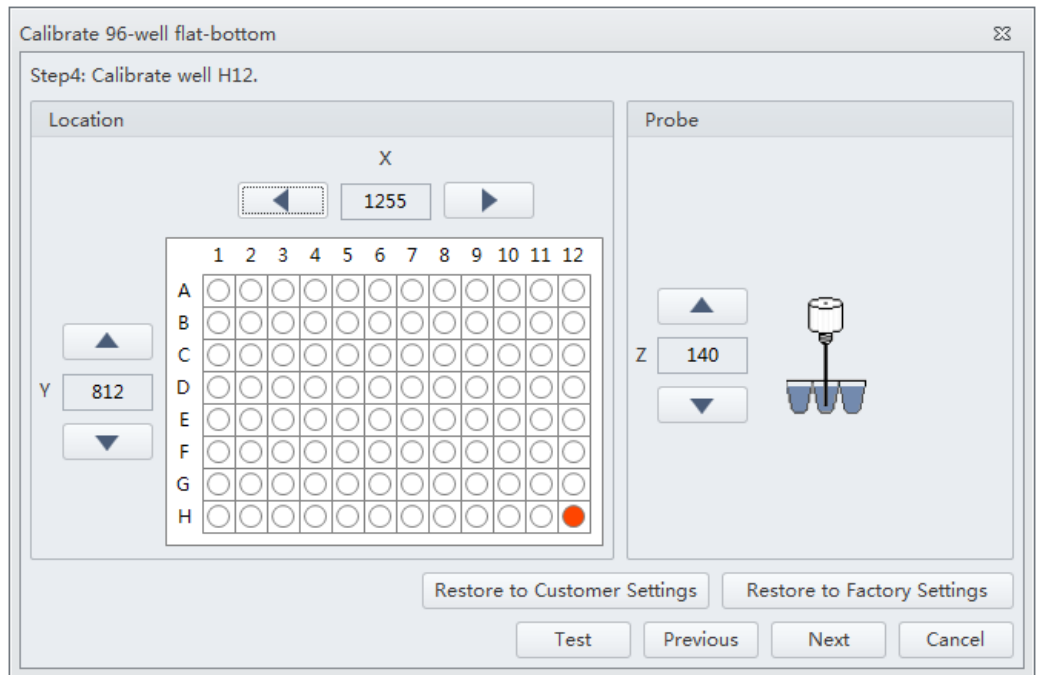 Calibrate 96-well flat-bottom
Step4: Calibrate well H12.
Location
X
1255
1 2 3 4 5 6 7 8 9 10 11 12
A
B
C
D
E
F
G
H
Y 812
Probe
Z 140
Restore to Customer Settings Restore to Factory Settings
Test Previous Next Cancel